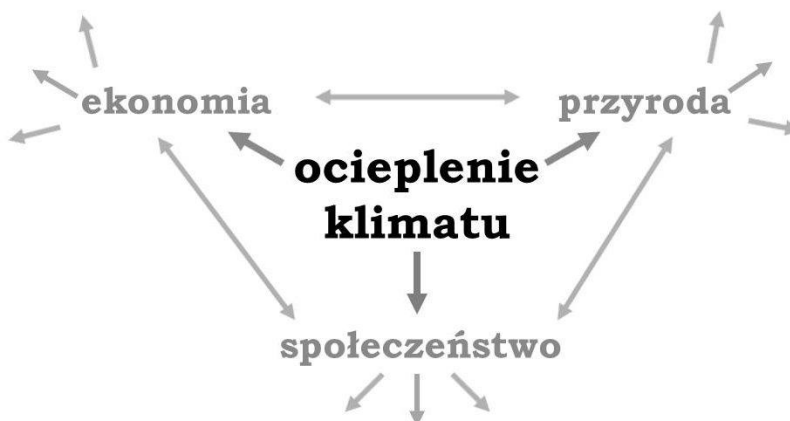 ekonomia
przyroda
ocieplenie
klimatu
społeczeństwo